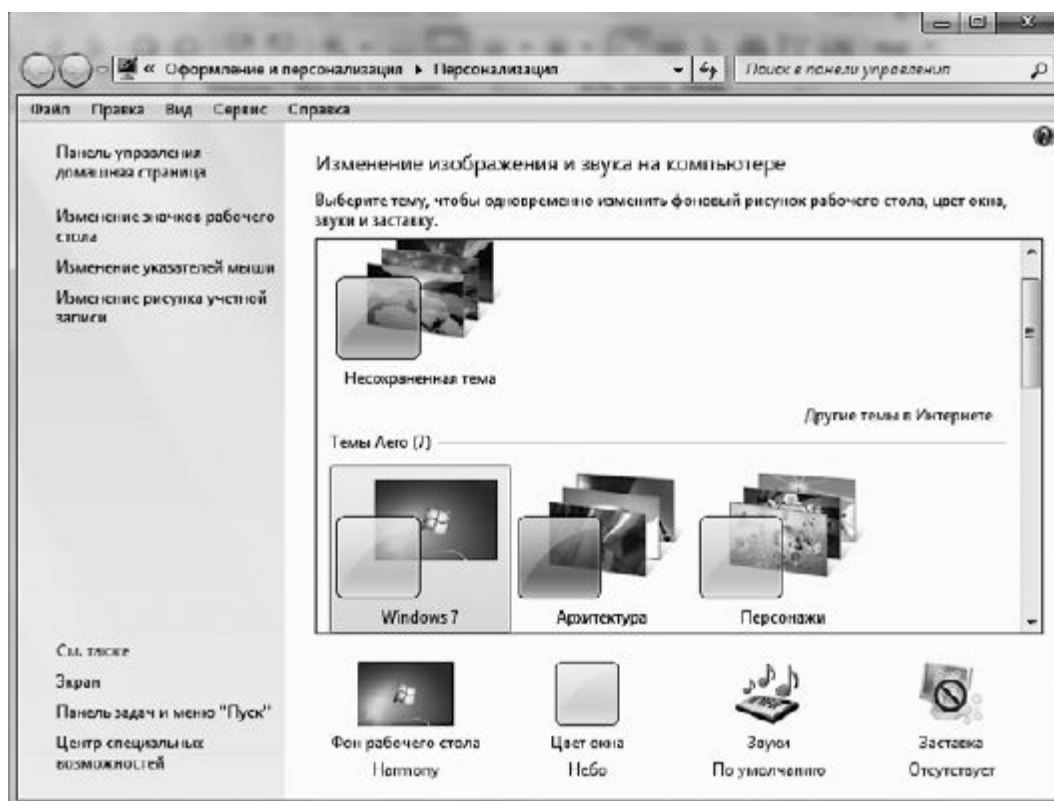 « Оформление и персонализация ▸ Персонализация
Поиск в панели управления
Файл Правка Вид Сервис Справка
Панель управления
домашняя страница
Изменение значков рабочего
стола
Изменение указателей мыши
Изменение рисунка учетной
записи
Изменение изображения и звука на компьютере
Выберите тему, чтобы одновременно изменить фоновый рисунок рабочего стола, цвет окна,
звуки и заставку.
Несохраненная тема
Другие темы в Интернете
Темы Aero (7)
Windows 7
Архитектура
Персонажи
См. также
Экран
Панель задач и меню "Пуск"
Центр специальных
возможностей
Фон рабочего стола
Harmony
Цвет окна
Небо
Звуки
По умолчанию
Заставка
Отсутствует